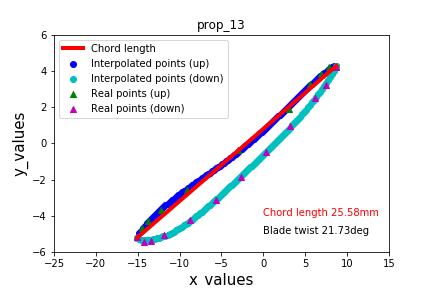 prop_13
Chord length
Interpolated points (up)
Interpolated points (down)
Real points (up)
Real points (down)
6
4
2
0
−2
−4
−6
y_values
Chord length 25.58mm
Blade twist 21.73deg
−25 −20 −15 −10 −5 0 5 10 15
x_values